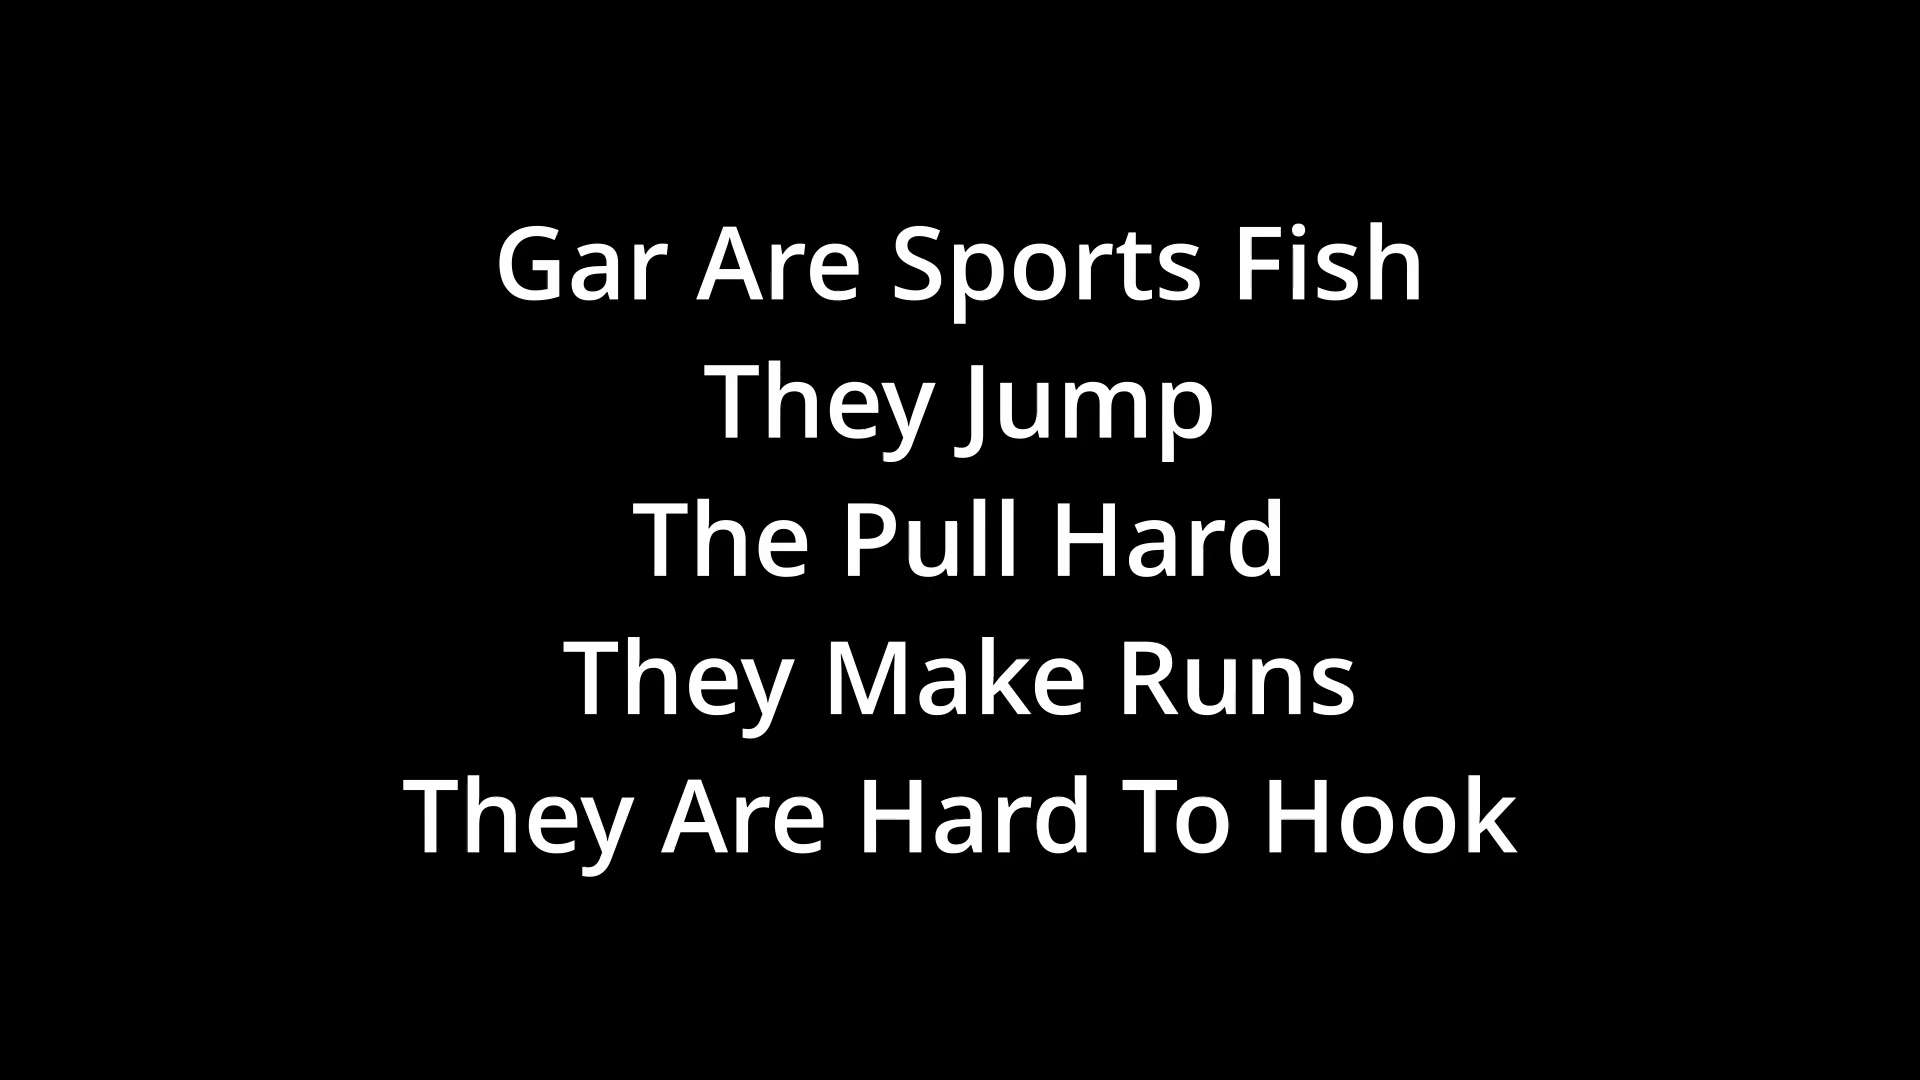 Gar Are Sports Fish
They Jump
The Pull Hard
They Make Runs
They Are Hard To Hook